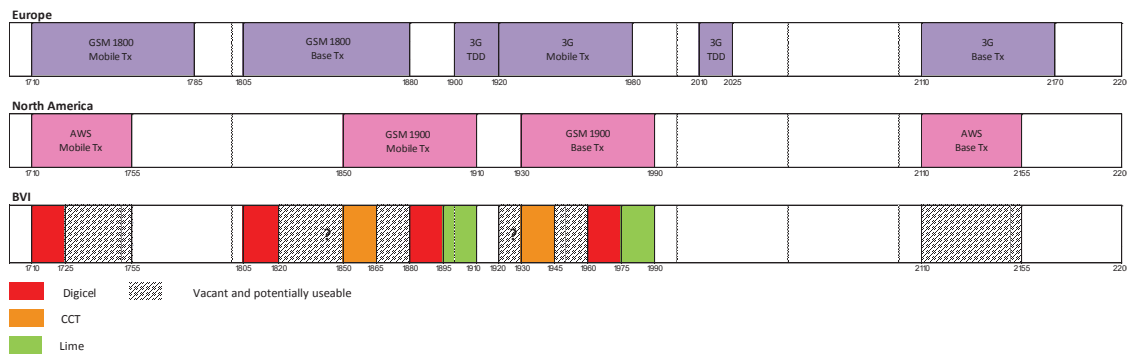 Europe
GSM 1800 GSM 1800 3G 3G 3G 3G
Mobile Tx Base Tx TDD Mobile Tx TDD Base Tx
1710 1785 1805 1880 1900 1920 1980 2010 2025 2110 2170 220
North America
AWS GSM 1900 GSM 1900 AWS
Mobile Tx Mobile Tx Base Tx Base Tx
1710 1755 1850 1910 1930 1990 2110 2155 220
BVI
? ?
1710 1725 1755 1805 1820 1850 1865 1880 1895 1910 1920 1930 1945 1960 1975 1990 2110 2155 220
Digicel Vacant and potentially useable
CCT
Lime